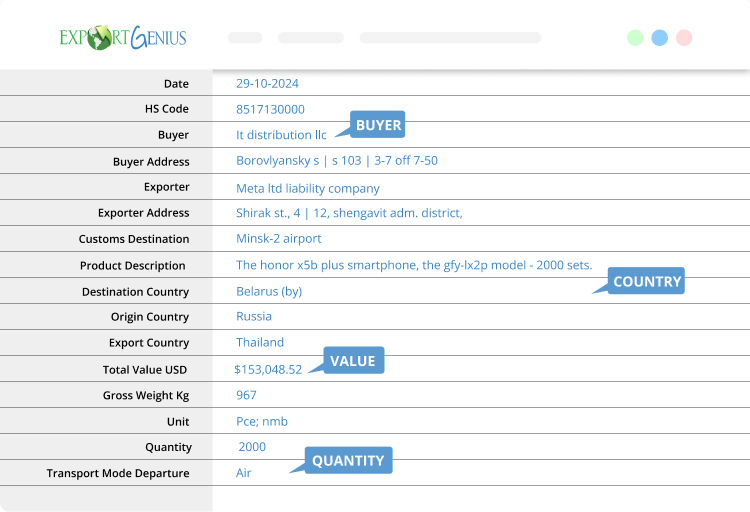 EXPORTGENIUS
Date 29-10-2024
HS Code 8517130000
Buyer It distribution llc BUYER
Buyer Address Borovlyansky s | s 103 | 3-7 off 7-50
Exporter Meta ltd liability company
Exporter Address Shirak st., 4 | 12, shengavit adm. district,
Customs Destination Minsk-2 airport
Product Description The honor x5b plus smartphone, the gfy-lx2p model - 2000 sets.
COUNTRY
Destination Country Belarus (by)
Origin Country Russia
Export Country Thailand
Total Value USD $153,048.52 VALUE
Gross Weight Kg 967
Unit Pce; nmb
Quantity 2000
QUANTITY
Transport Mode Departure Air